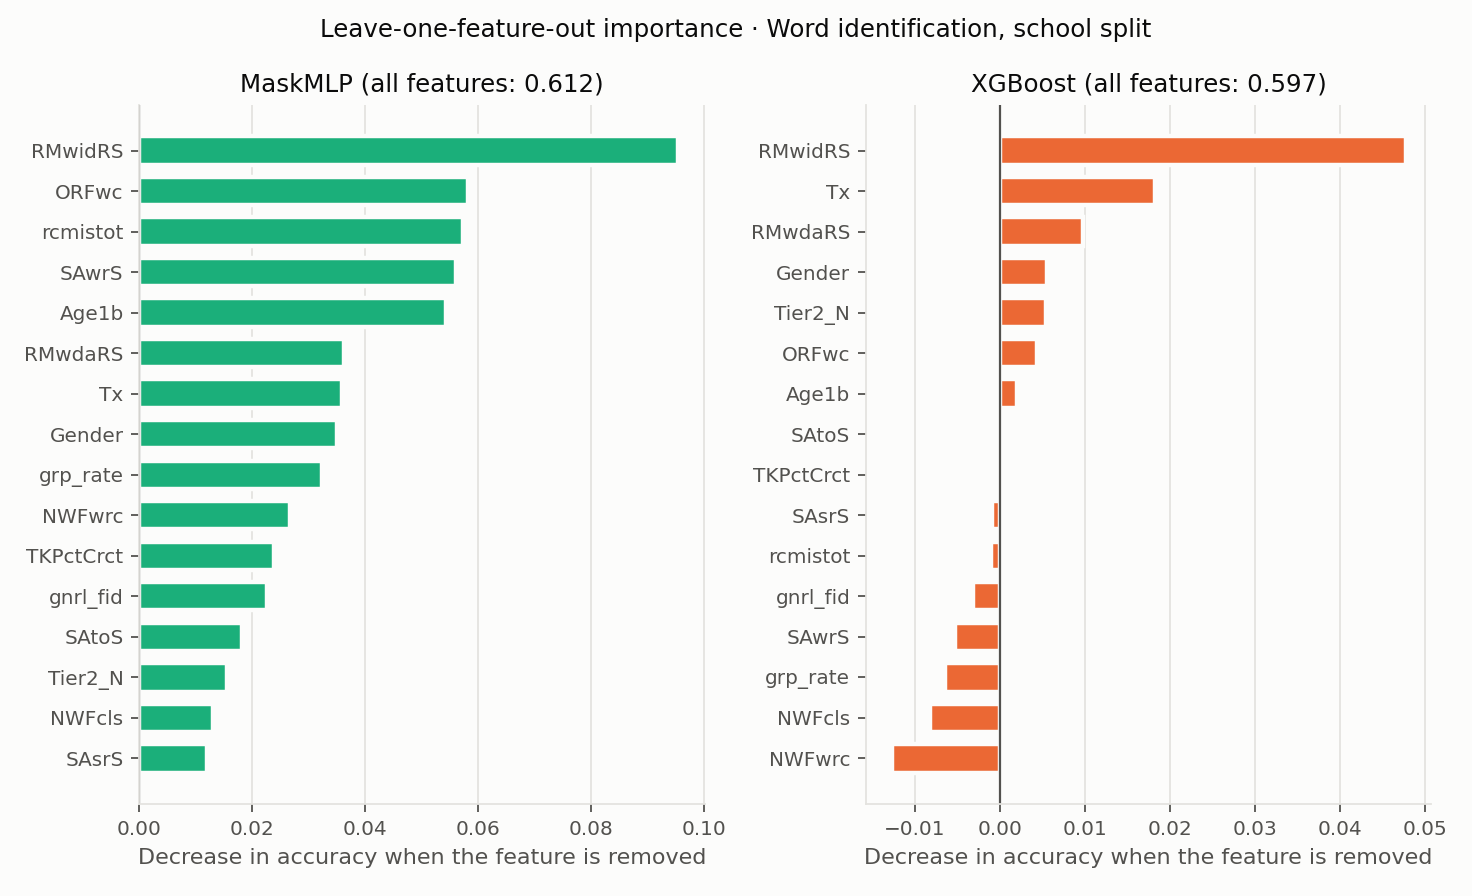 Leave-one-feature-out importance · Word identification, school split
MaskMLP (all features: 0.612)
RMwidRS
ORFwc
rcmistot
SAwrS
Age1b
RMwdaRS
Tx
Gender
grp_rate
NWFwrc
TKPctCrct
gnrl_fid
SAtoS
Tier2_N
NWFcls
SAsrS
0.00 0.02 0.04 0.06 0.08 0.10
Decrease in accuracy when the feature is removed
XGBoost (all features: 0.597)
RMwidRS
Tx
RMwdaRS
Gender
Tier2_N
ORFwc
Age1b
SAtoS
TKPctCrct
SAsrS
rcmistot
gnrl_fid
SAwrS
grp_rate
NWFcls
NWFwrc
−0.01 0.00 0.01 0.02 0.03 0.04 0.05
Decrease in accuracy when the feature is removed